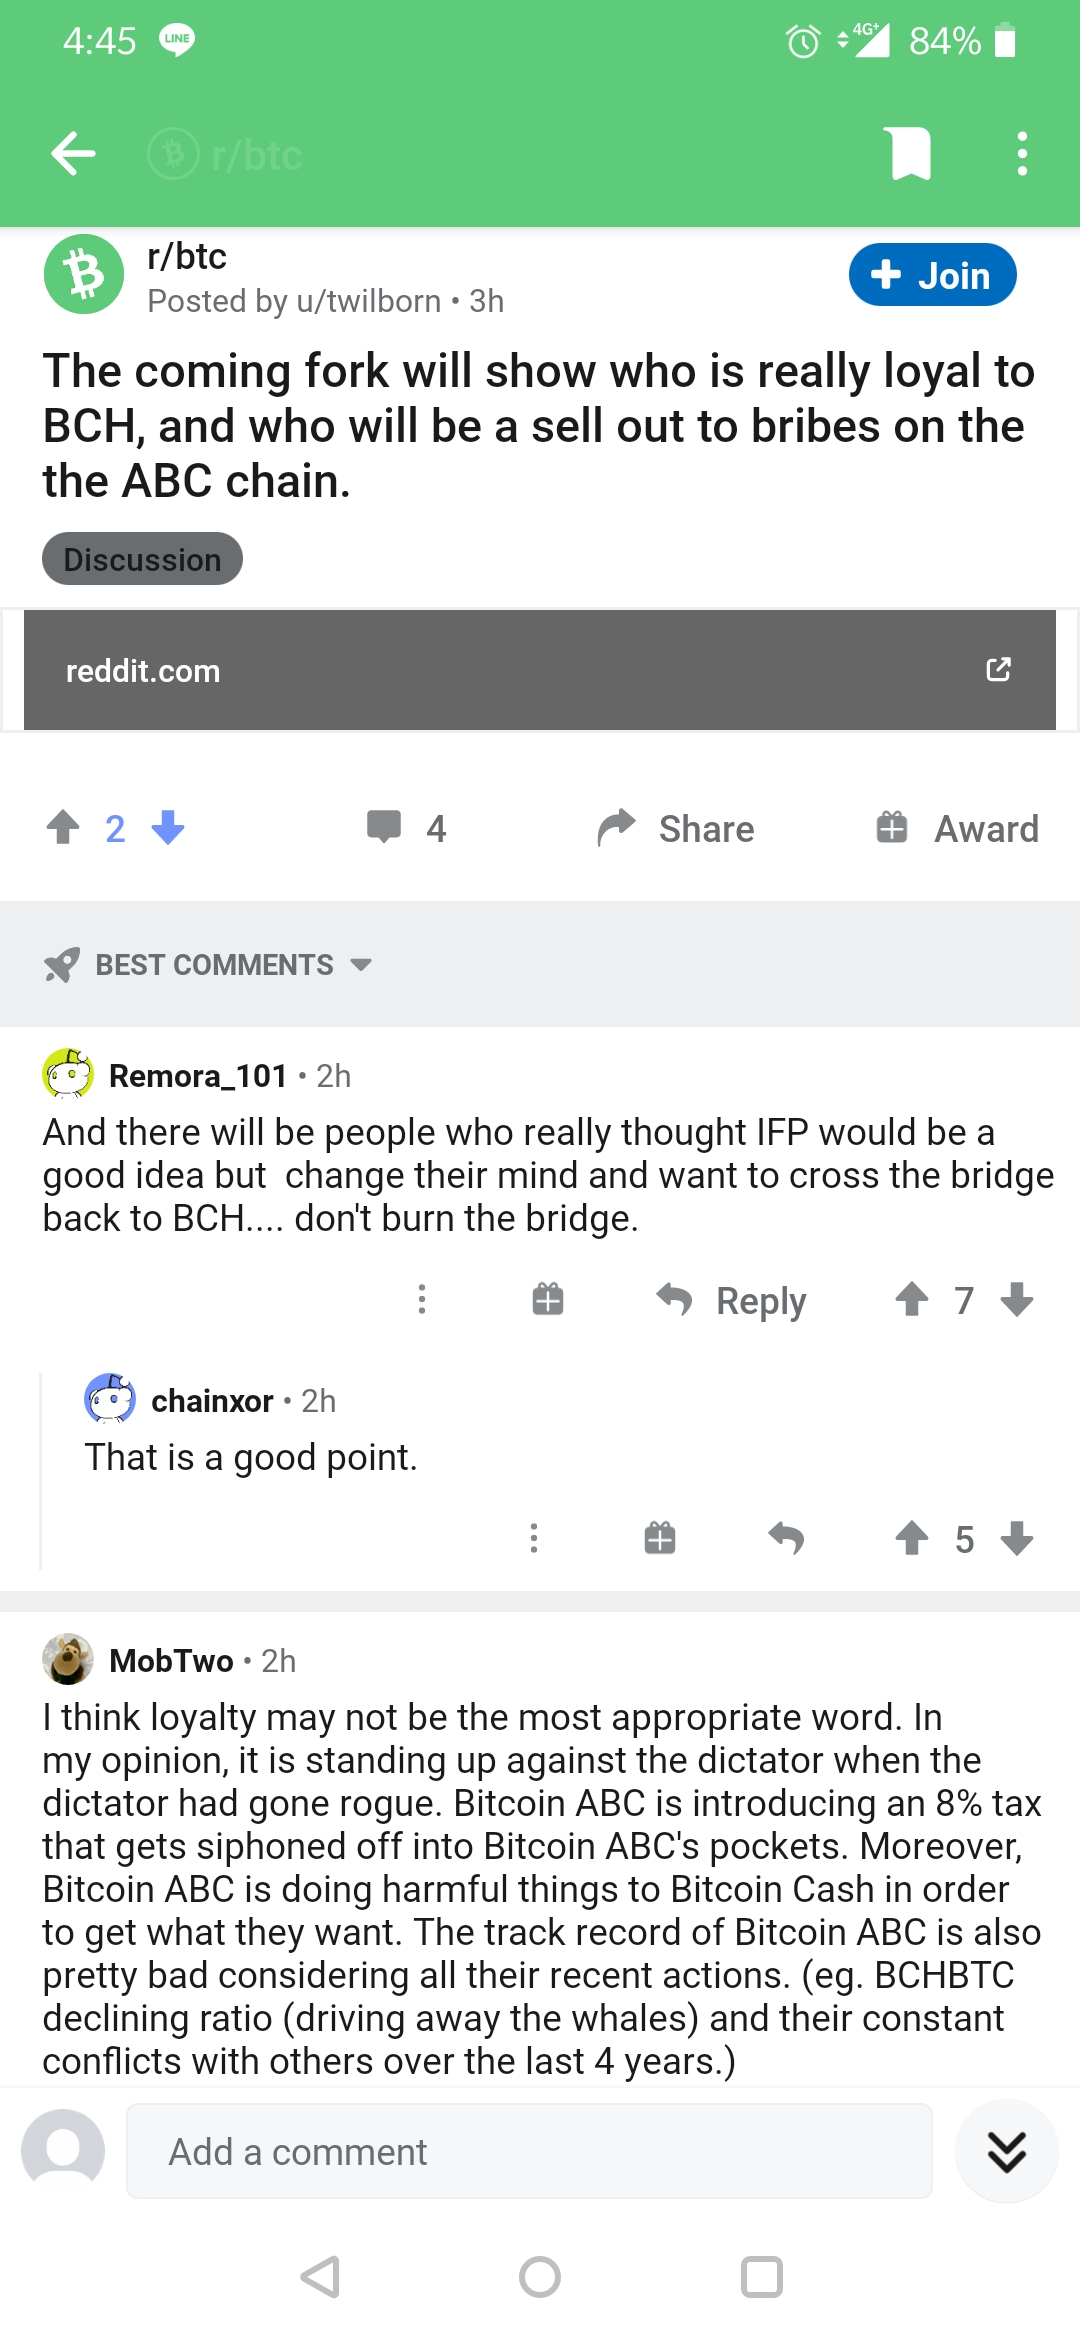 4:45 LINE 4G+ 84%
r/btc
r/btc
Posted by u/twilborn • 3h
Join
The coming fork will show who is really loyal to
BCH, and who will be a sell out to bribes on the
the ABC chain.
Discussion
reddit.com
2 4 Share Award
BEST COMMENTS
Remora_101 • 2h
And there will be people who really thought IFP would be a
good idea but  change their mind and want to cross the bridge
back to BCH.... don't burn the bridge.
Reply 7
chainxor • 2h
That is a good point.
5
MobTwo • 2h
I think loyalty may not be the most appropriate word. In
my opinion, it is standing up against the dictator when the
dictator had gone rogue. Bitcoin ABC is introducing an 8% tax
that gets siphoned off into Bitcoin ABC's pockets. Moreover,
Bitcoin ABC is doing harmful things to Bitcoin Cash in order
to get what they want. The track record of Bitcoin ABC is also
pretty bad considering all their recent actions. (eg. BCHBTC
declining ratio (driving away the whales) and their constant
conflicts with others over the last 4 years.)
Add a comment